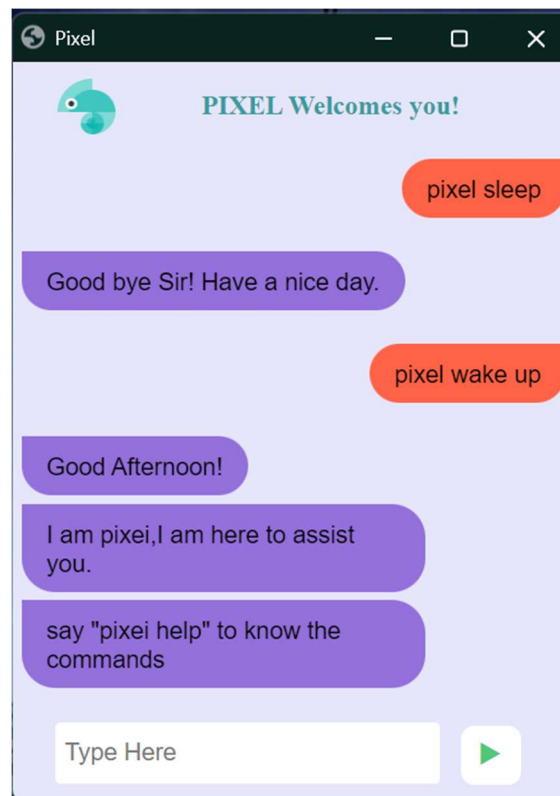 Pixel
PIXEL Welcomes you!
pixel sleep
Good bye Sir! Have a nice day.
pixel wake up
Good Afternoon!
I am pixei,I am here to assist
you.
say "pixei help" to know the
commands
Type Here